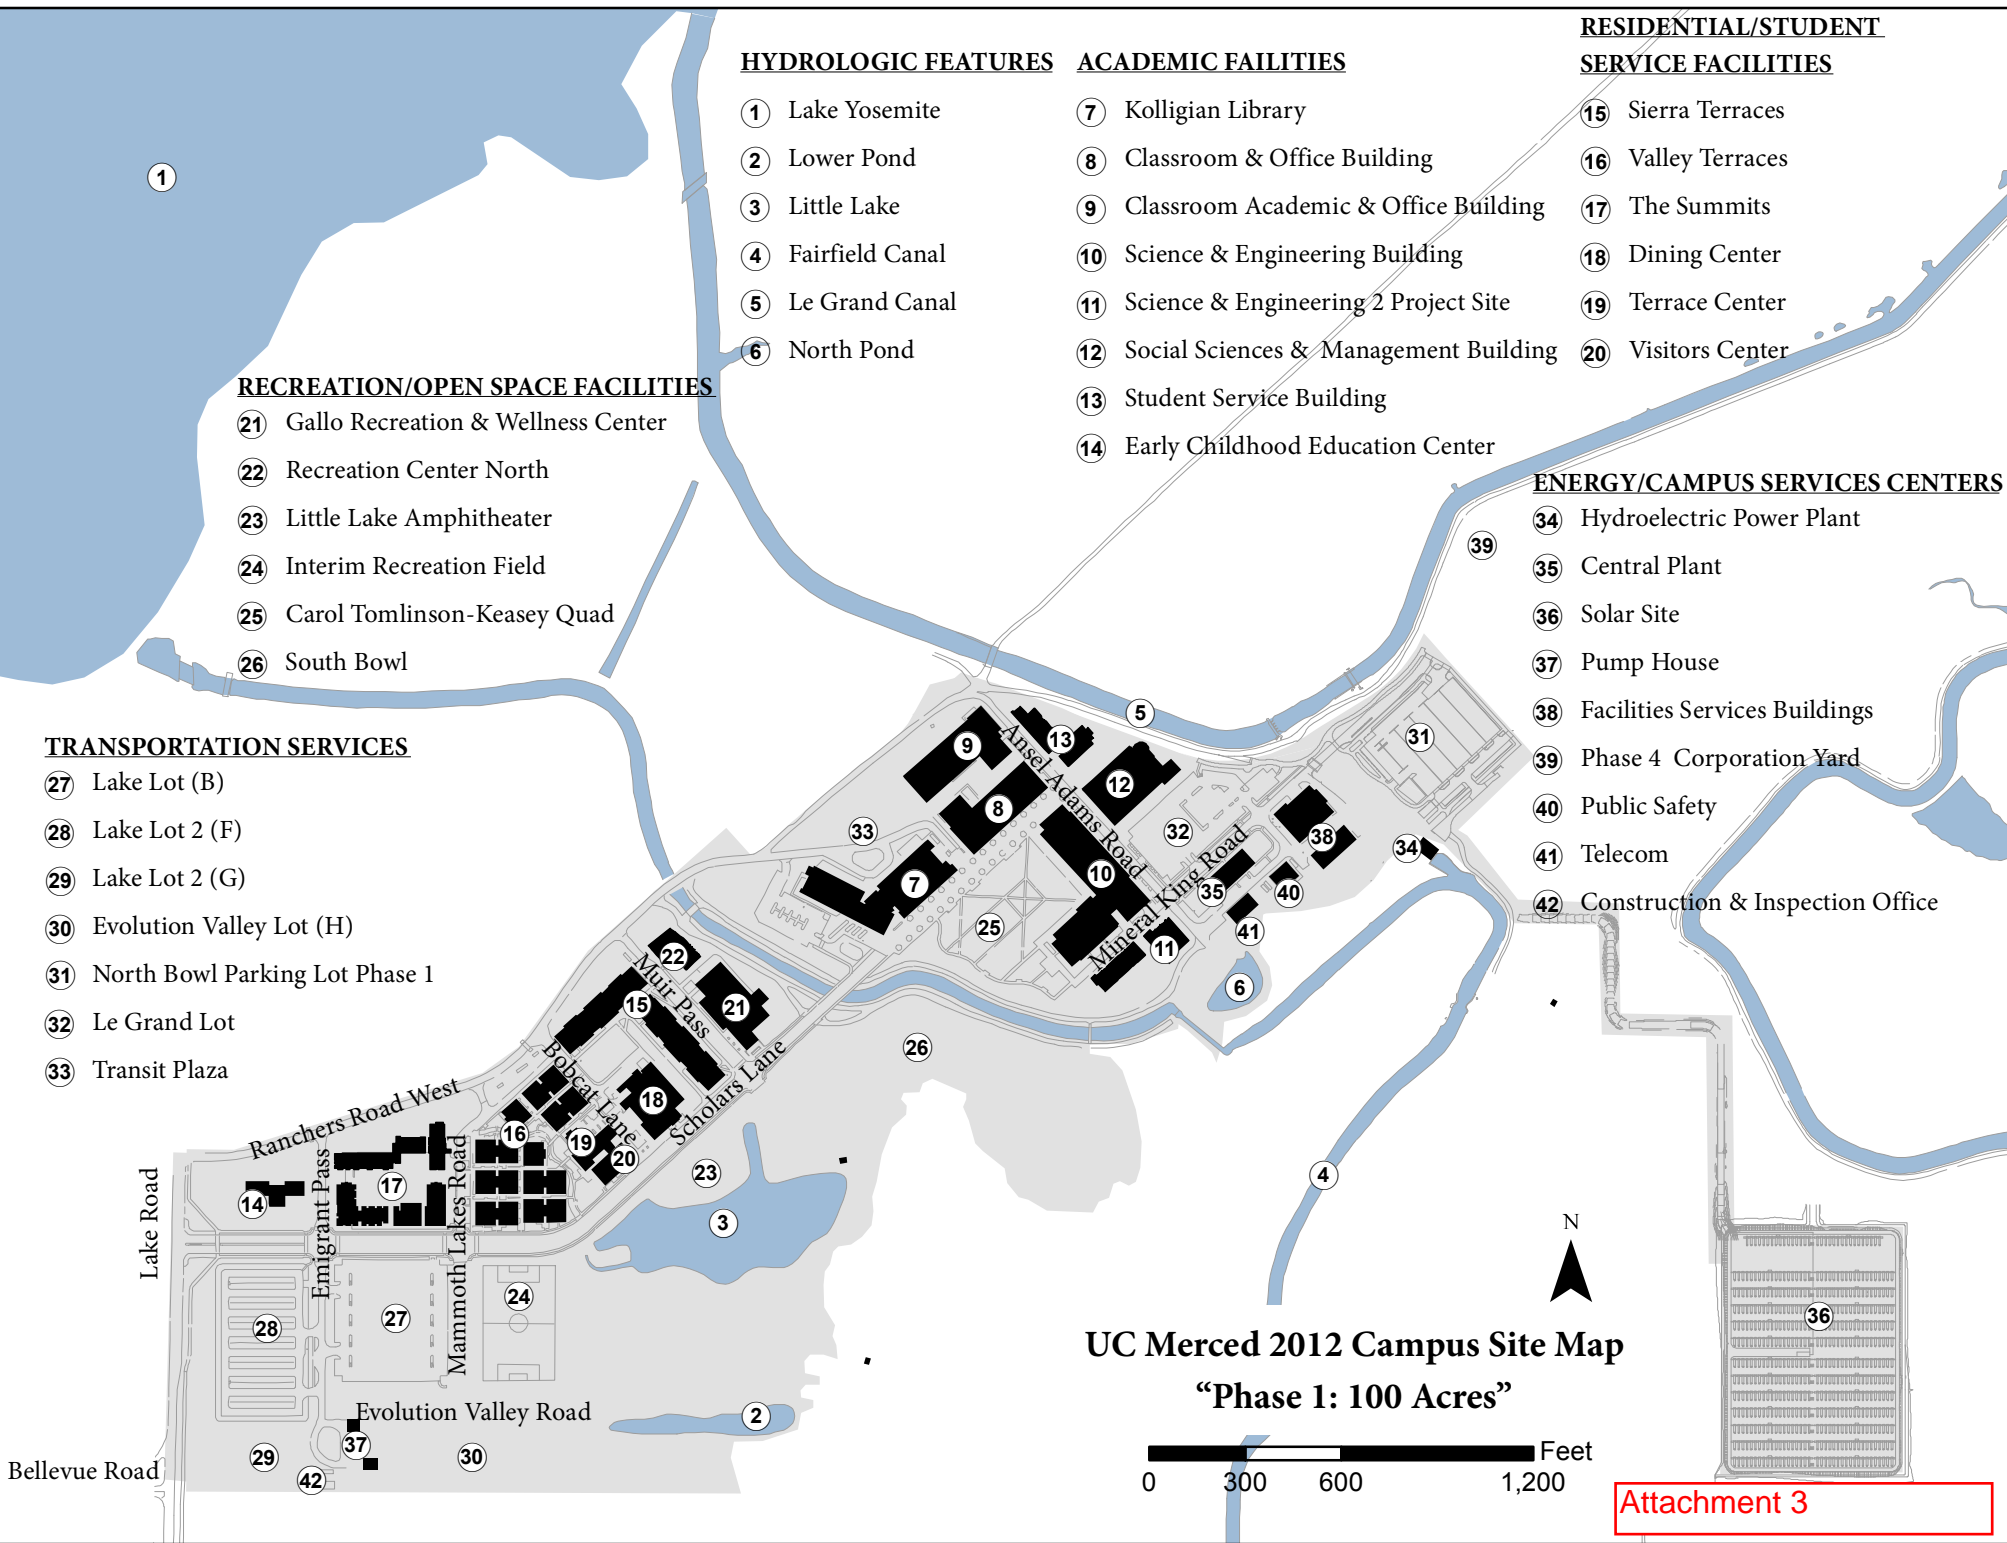 HYDROLOGIC FEATURES
1 Lake Yosemite
2 Lower Pond
3 Little Lake
4 Fairfield Canal
5 Le Grand Canal
6 North Pond
ACADEMIC FAILITIES
7 Kolligian Library
8 Classroom & Office Building
9 Classroom Academic & Office Building
10 Science & Engineering Building
11 Science & Engineering 2 Project Site
12 Social Sciences & Management Building
13 Student Service Building
14 Early Childhood Education Center
RESIDENTIAL/STUDENT
SERVICE FACILITIES
15 Sierra Terraces
16 Valley Terraces
17 The Summits
18 Dining Center
19 Terrace Center
20 Visitors Center
RECREATION/OPEN SPACE FACILITIES
21 Gallo Recreation & Wellness Center
22 Recreation Center North
23 Little Lake Amphitheater
24 Interim Recreation Field
25 Carol Tomlinson-Keasey Quad
26 South Bowl
ENERGY/CAMPUS SERVICES CENTERS
34 Hydroelectric Power Plant
35 Central Plant
36 Solar Site
37 Pump House
38 Facilities Services Buildings
39 Phase 4 Corporation Yard
40 Public Safety
41 Telecom
42 Construction & Inspection Office
TRANSPORTATION SERVICES
27 Lake Lot (B)
28 Lake Lot 2 (F)
29 Lake Lot 2 (G)
30 Evolution Valley Lot (H)
31 North Bowl Parking Lot Phase 1
32 Le Grand Lot
33 Transit Plaza
1
39
5
31
9
13
12
8
33
32
38
34
7
10
35
40
25
41
11
6
22
21
15
26
18
16
19
20
23
17
14
3
4
24
27
28
36
2
37
29
30
42
Ansel Adams Road
Mineral King Road
Muir Pass
Bobcat Lane
Scholars Lane
Ranchers Road West
Emigrant Pass
Mammoth Lakes Road
Lake Road
Evolution Valley Road
Bellevue Road
N
UC Merced 2012 Campus Site Map
“Phase 1: 100 Acres”
Feet
0 300 600 1,200
Attachment 3